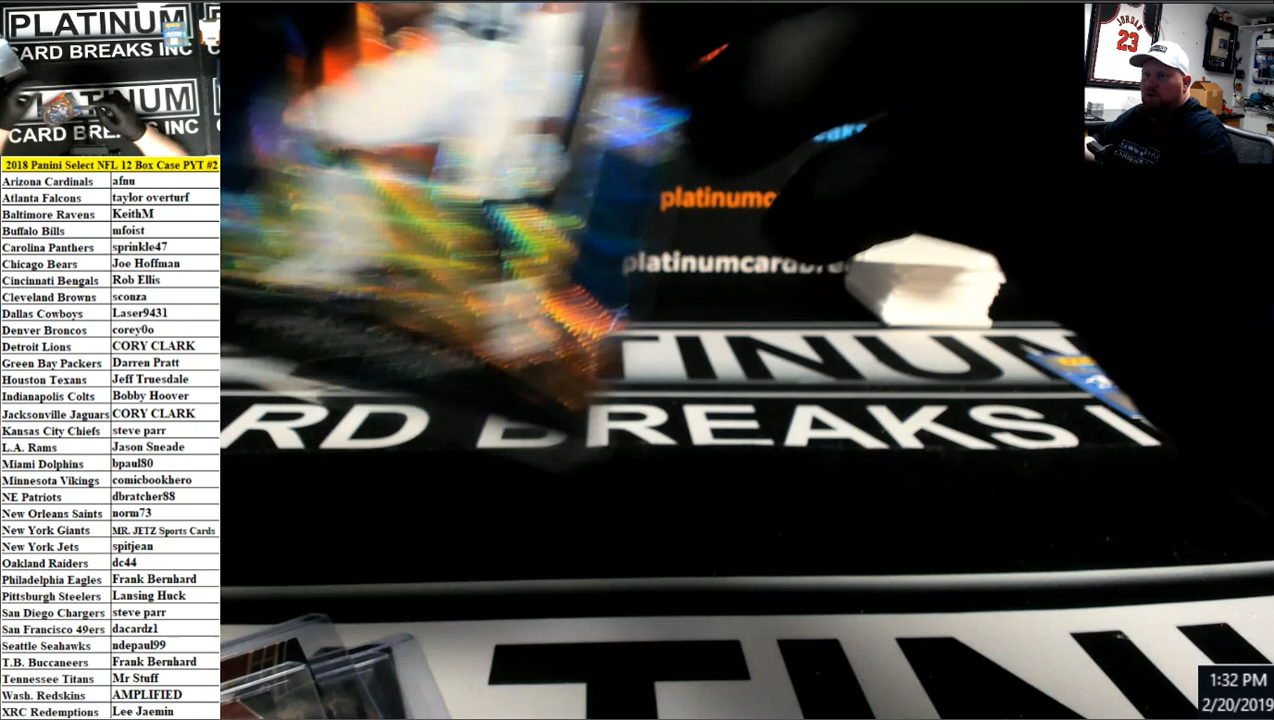 PLATINUM
CARD BREAKS INC
PLATINUM
CARD BREAKS INC
2018 Panini Select NFL 12 Box Case PYT #2
Arizona Cardinals afnu
Atlanta Falcons taylor overturf
Baltimore Ravens KeithM
Buffalo Bills mfoist
Carolina Panthers sprinkle47
Chicago Bears Joe Hoffman
Cincinnati Bengals Rob Ellis
Cleveland Browns sconza
Dallas Cowboys Laser9431
Denver Broncos corey0o
Detroit Lions CORY CLARK
Green Bay Packers Darren Pratt
Houston Texans Jeff Truesdale
Indianapolis Colts Bobby Hoover
Jacksonville Jaguars CORY CLARK
Kansas City Chiefs steve parr
L.A. Rams Jason Sneade
Miami Dolphins bpaul80
Minnesota Vikings comicbookhero
NE Patriots dbratcher88
New Orleans Saints norm73
New York Giants MR. JETZ Sports Cards
New York Jets spitjean
Oakland Raiders dc44
Philadelphia Eagles Frank Bernhard
Pittsburgh Steelers Lansing Huck
San Diego Chargers steve parr
San Francisco 49ers dacardz1
Seattle Seahawks ndepaul99
T.B. Buccaneers Frank Bernhard
Tennessee Titans Mr Stuff
Wash. Redskins AMPLIFIED
XRC Redemptions Lee Jaemin
platinumc
platinumcardbre
TINUM
RD BREAKS I
TINU
JORDAN
23
1:32 PM
2/20/2019